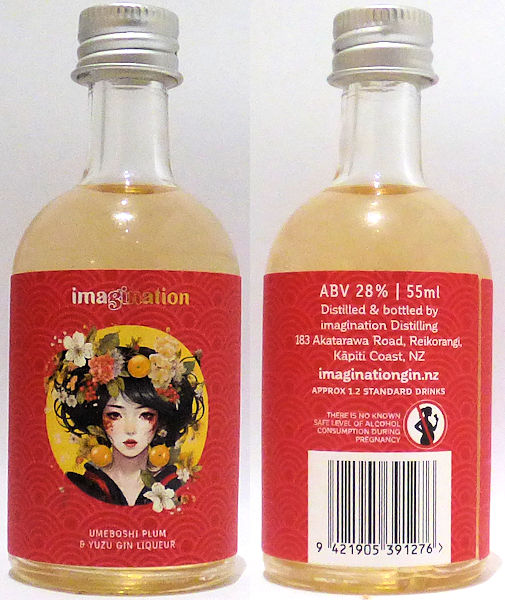 imagination
UMEBOSHI PLUM
& YUZU GIN LIQUEUR
ABV 28% | 55ml
Distilled & bottled by
imagination Distilling
183 Akatarawa Road, Reikorangi,
Kāpiti Coast, NZ
imaginationgin.nz
APPROX 1.2 STANDARD DRINKS
THERE IS NO KNOWN
SAFE LEVEL OF ALCOHOL
CONSUMPTION DURING
PREGNANCY
9 421905 391276 >